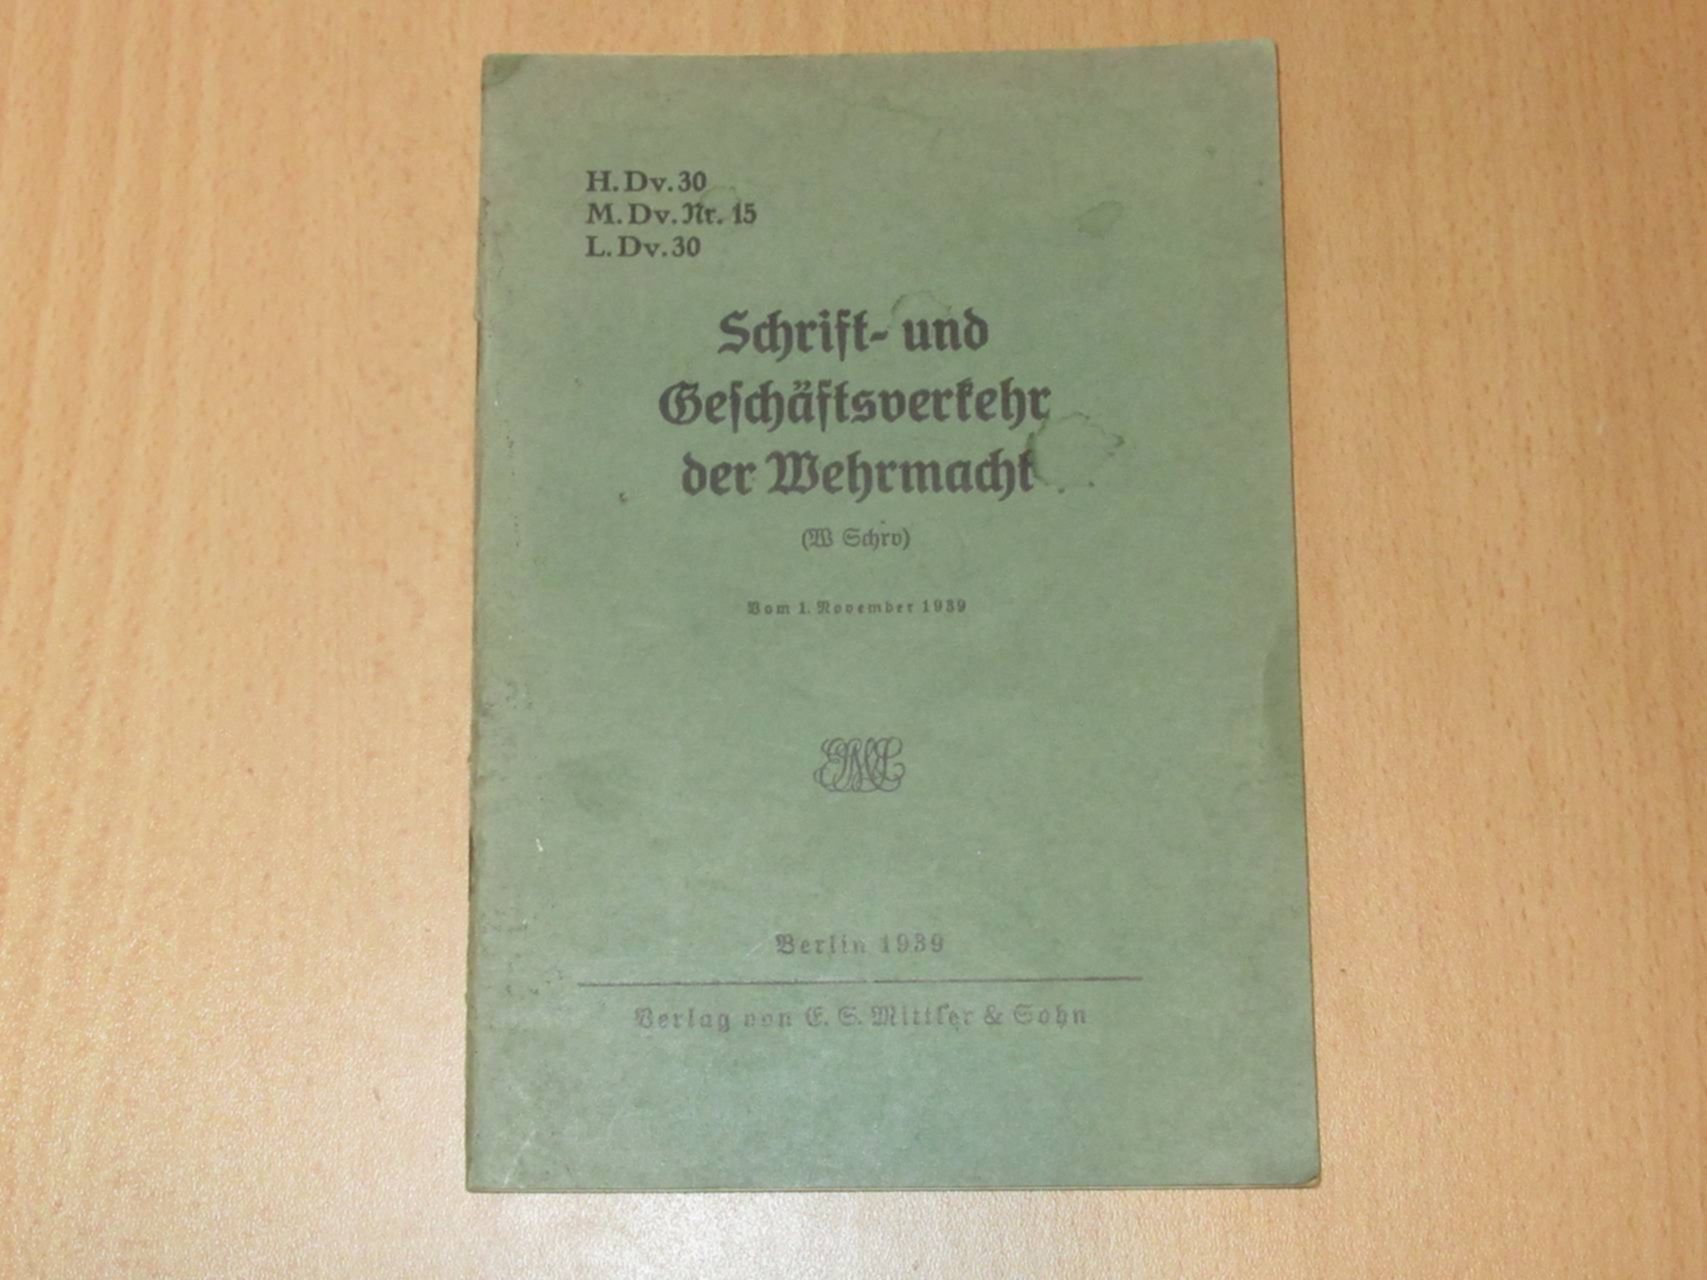 H. Dv. 30
M. Dv. Nr. 15
L. Dv. 30
Schrift- und
Geschäftsverkehr
der Wehrmacht
(W Schrv)
Vom 1. November 1939
Berlin 1939
Verlag von E. S. Mittler & Sohn